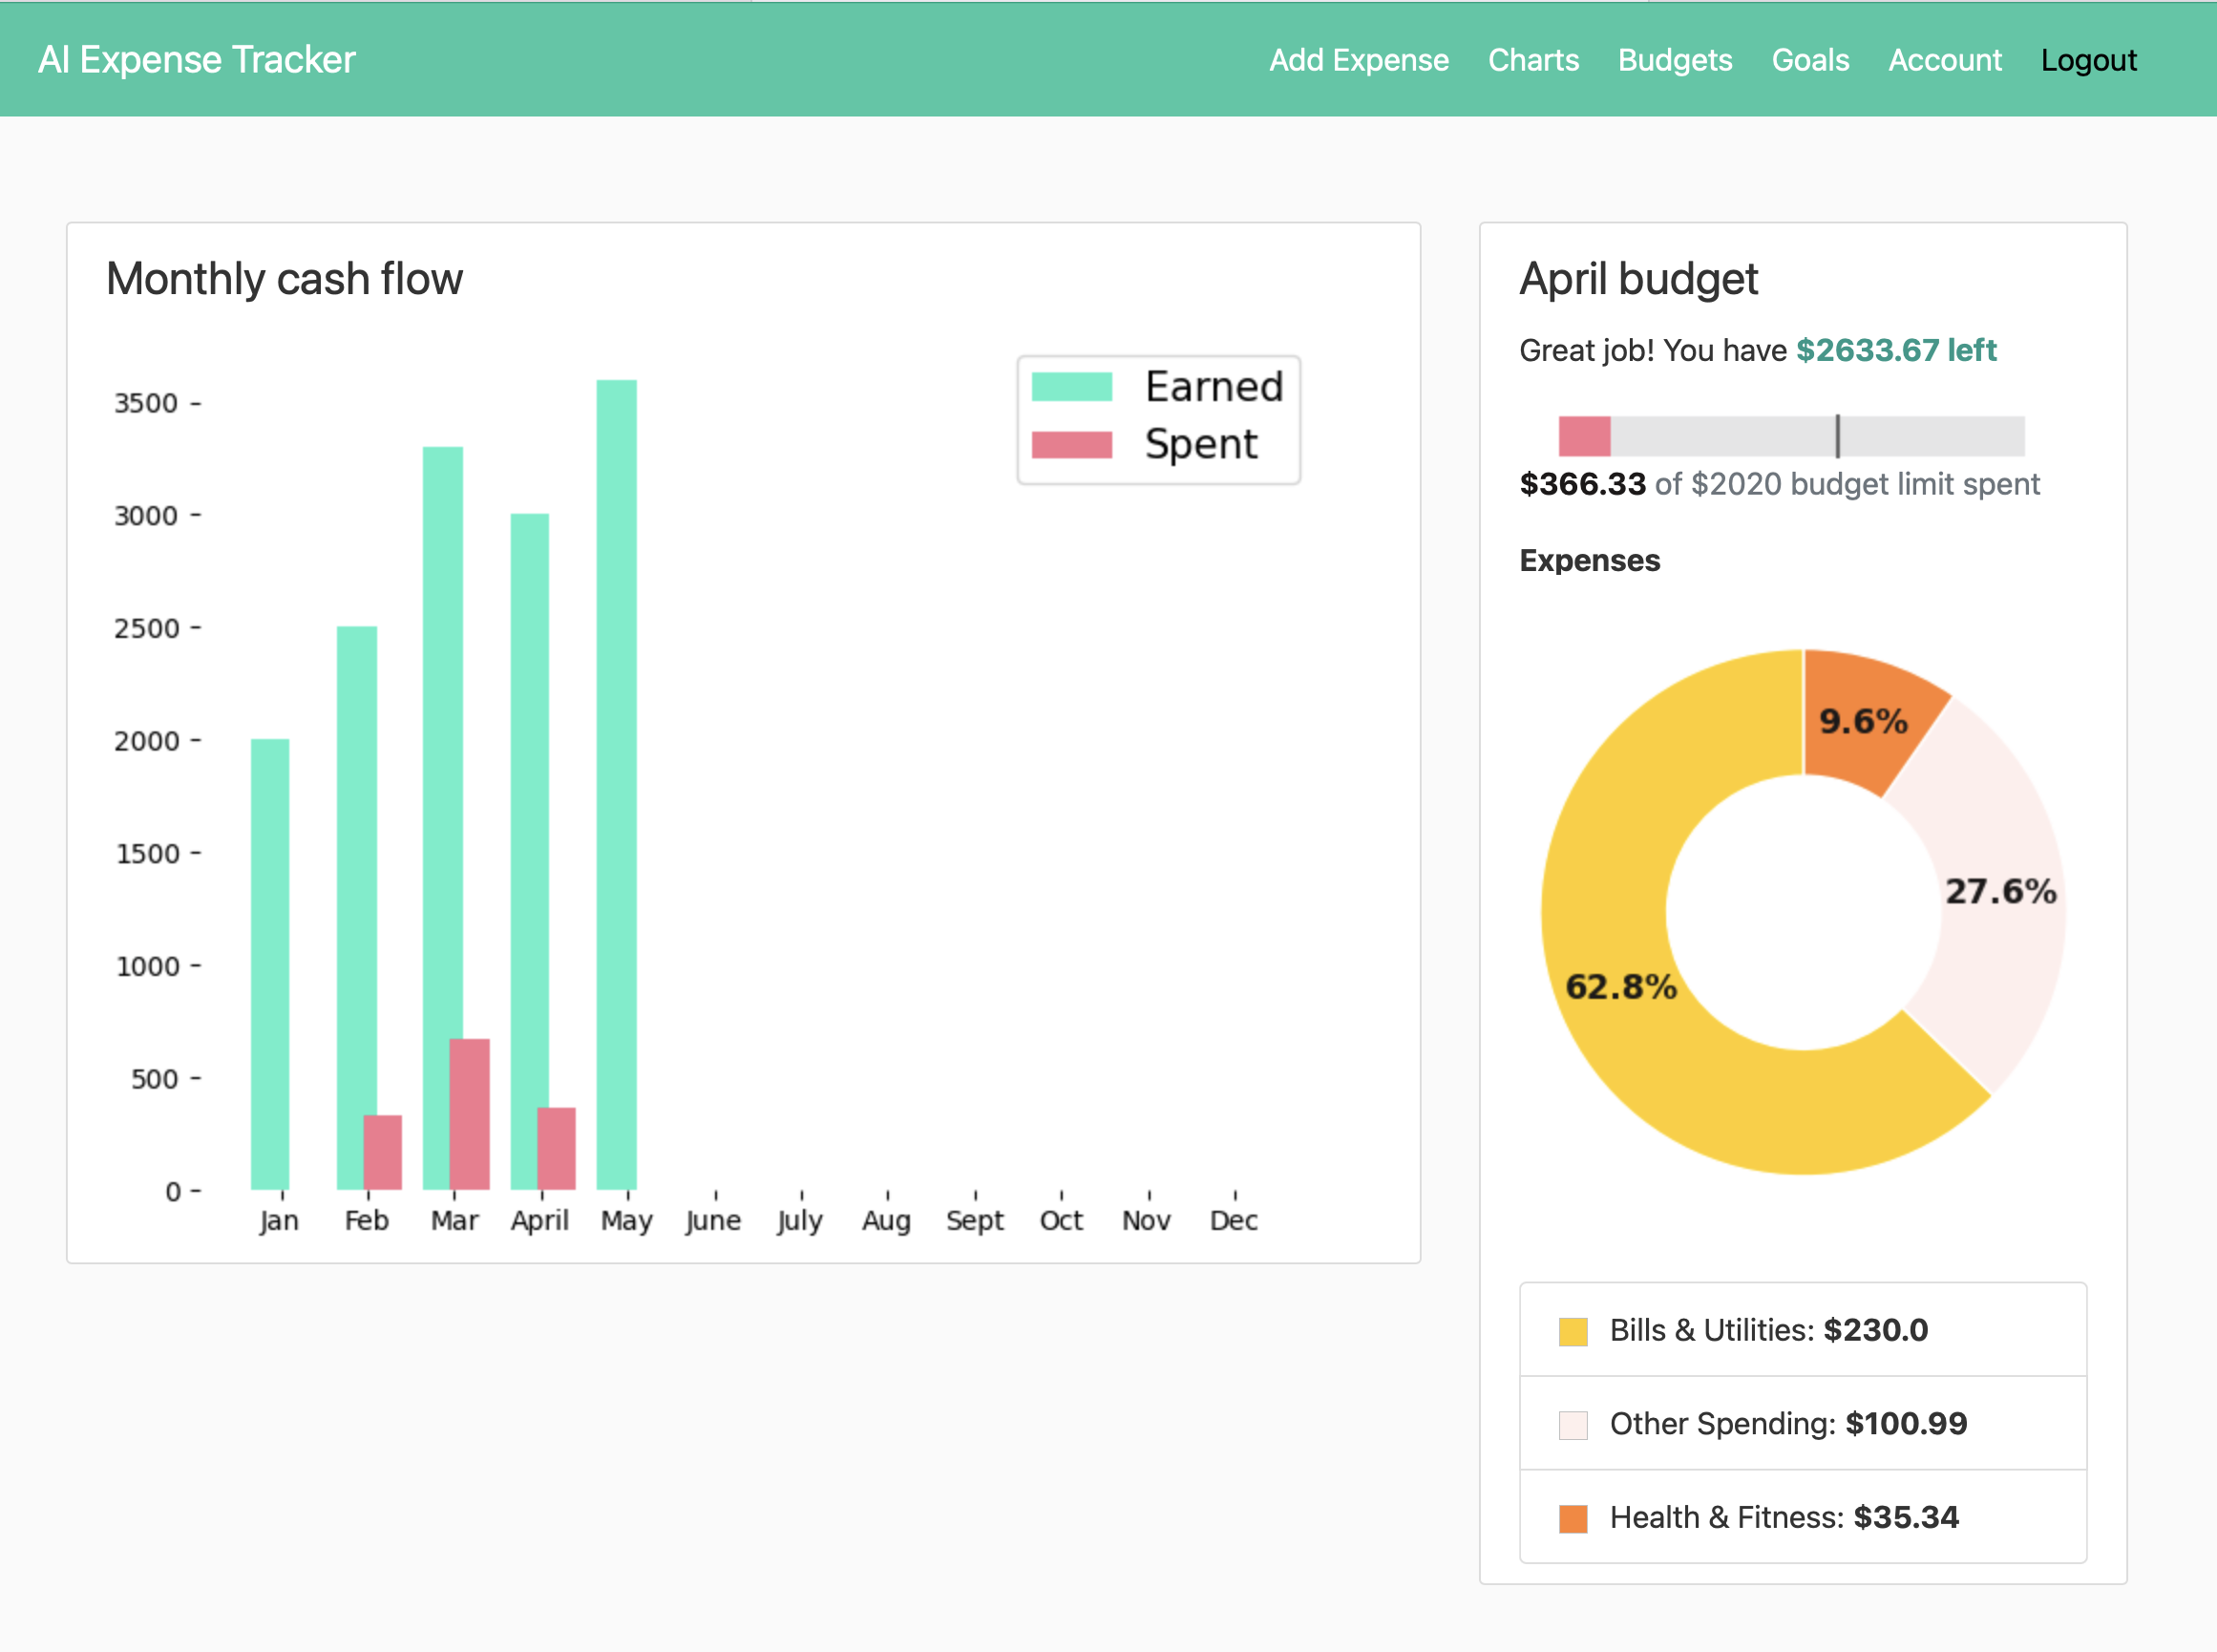 AI Expense Tracker
Add Expense Charts Budgets Goals Account Logout
Monthly cash flow
Earned
Spent
3500
3000
2500
2000
1500
1000
500
0
Jan Feb Mar April May June July Aug Sept Oct Nov Dec
April budget
Great job! You have $2633.67 left
$366.33 of $2020 budget limit spent
Expenses
9.6%
27.6%
62.8%
Bills & Utilities: $230.0
Other Spending: $100.99
Health & Fitness: $35.34